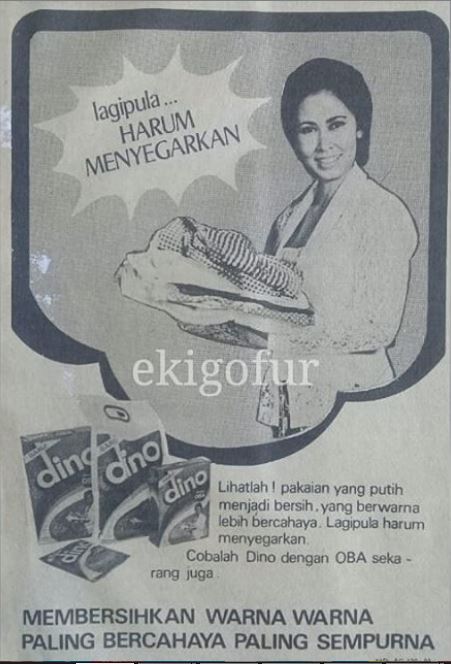 lagipula ...
HARUM
MENYEGARKAN
ekigofur
dino
dino
dino
OBA
dino
Lihatlah ! pakaian yang putih
menjadi bersih, yang berwarna
lebih bercahaya. Lagipula harum
menyegarkan.
Cobalah Dino dengan OBA seka -
rang juga.
MEMBERSIHKAN WARNA WARNA
PALING BERCAHAYA PALING SEMPURNA